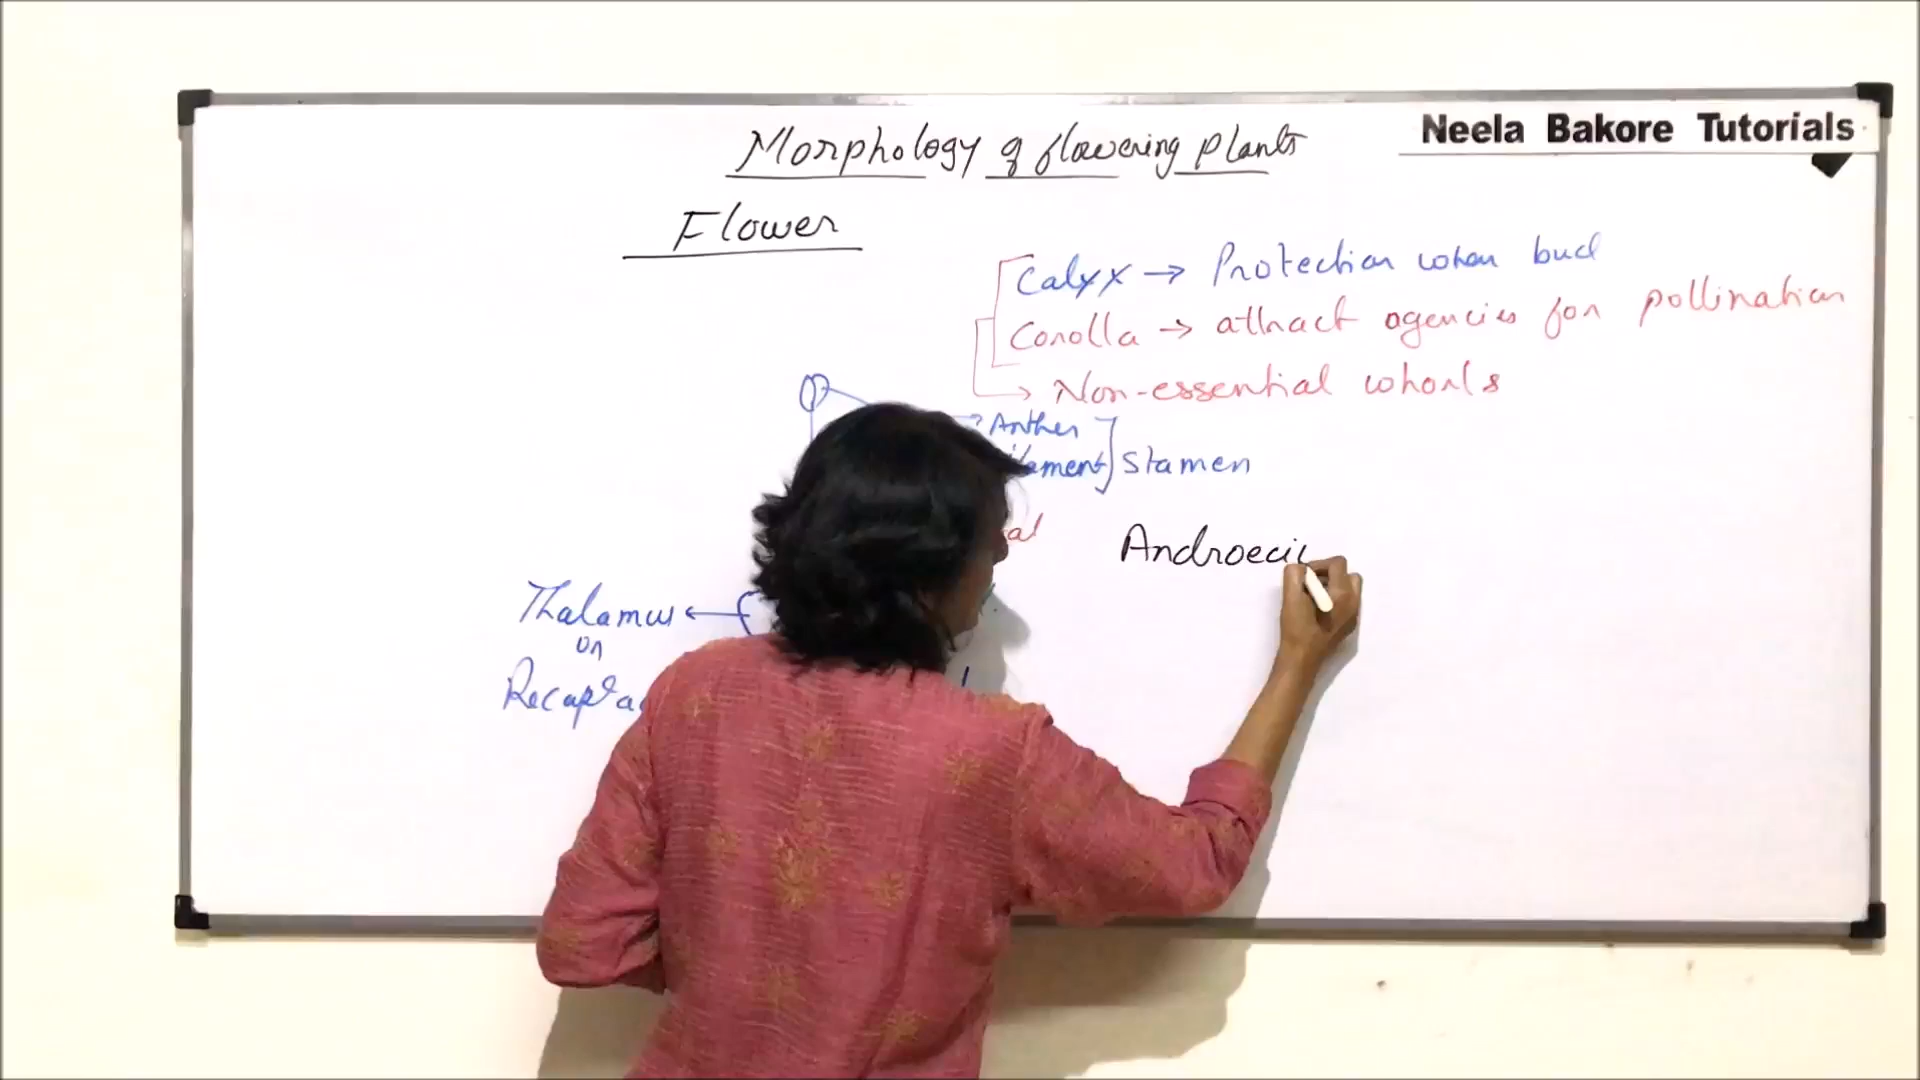 Neela Bakore Tutorials
Morphology of flowering plants
Flower
Calyx → Protection when bud
Corolla → attract agencies for pollination
→ Non-essential whorls
→ Anther
Stamen
Thalamus ←
or